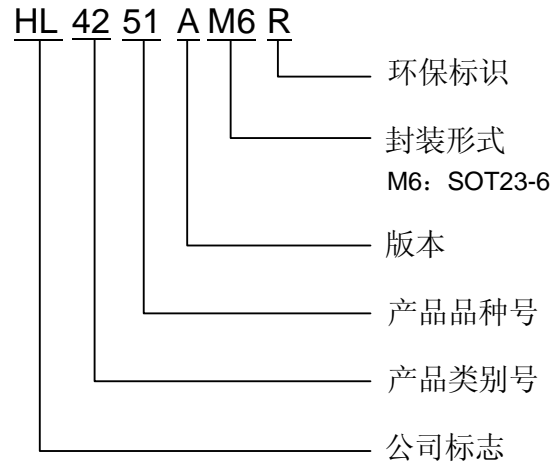 HL 42 51 A M6 R
环保标识
封装形式
M6：SOT23-6
版本
产品品种号
产品类别号
公司标志